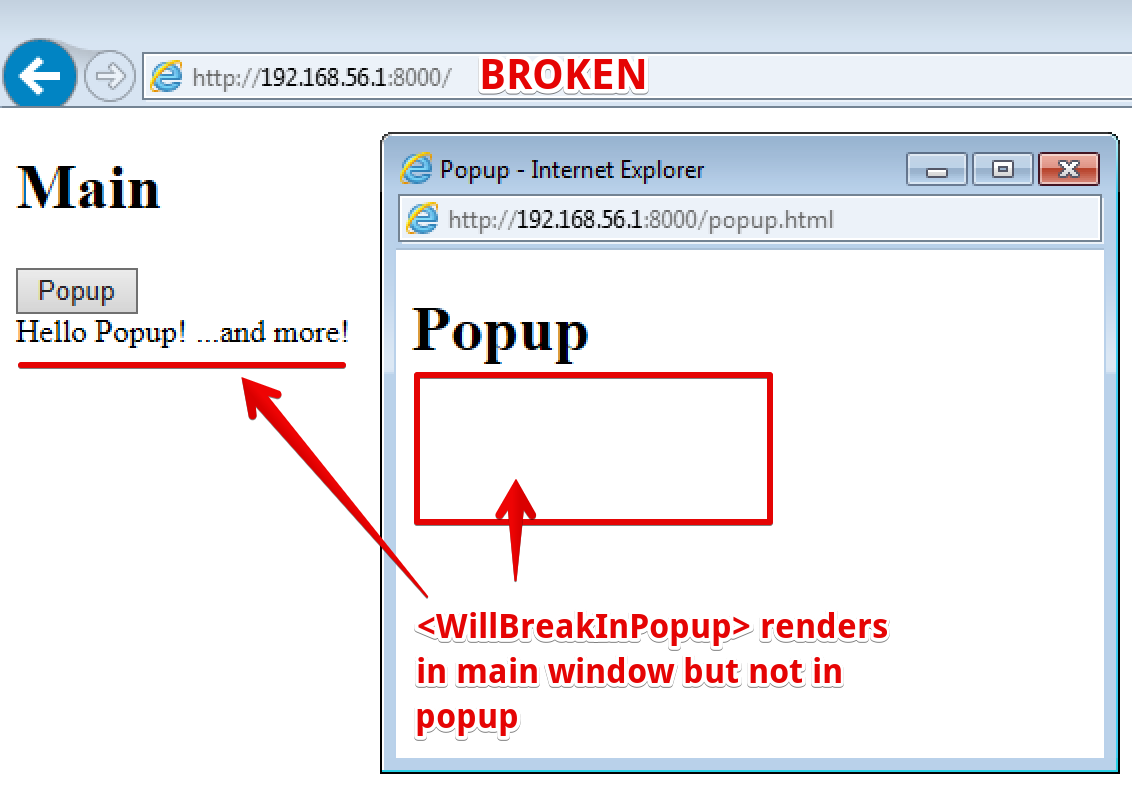 http://192.168.56.1:8000/
BROKEN
Main
Popup
Hello Popup! ...and more!
Popup - Internet Explorer
http://192.168.56.1:8000/popup.html
Popup
<WillBreakInPopup> renders
in main window but not in
popup